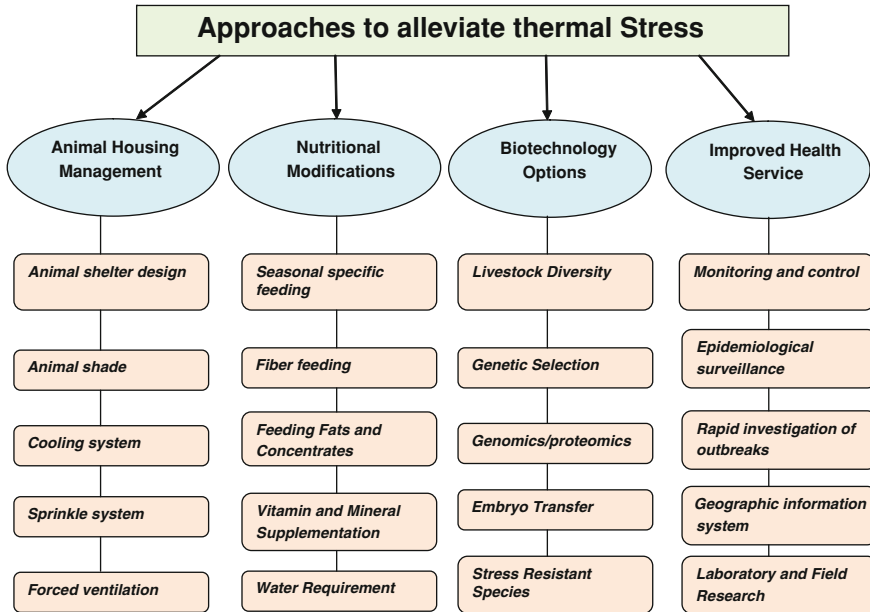 Approaches to alleviate thermal Stress
Animal Housing
Management
Nutritional
Modifications
Biotechnology
Options
Improved Health
Service
Animal shelter design
Animal shade
Cooling system
Sprinkle system
Forced ventilation
Seasonal specific
feeding
Fiber feeding
Feeding Fats and
Concentrates
Vitamin and Mineral
Supplementation
Water Requirement
Livestock Diversity
Genetic Selection
Genomics/proteomics
Embryo Transfer
Stress Resistant
Species
Monitoring and control
Epidemiological
surveillance
Rapid investigation of
outbreaks
Geographic information
system
Laboratory and Field
Research